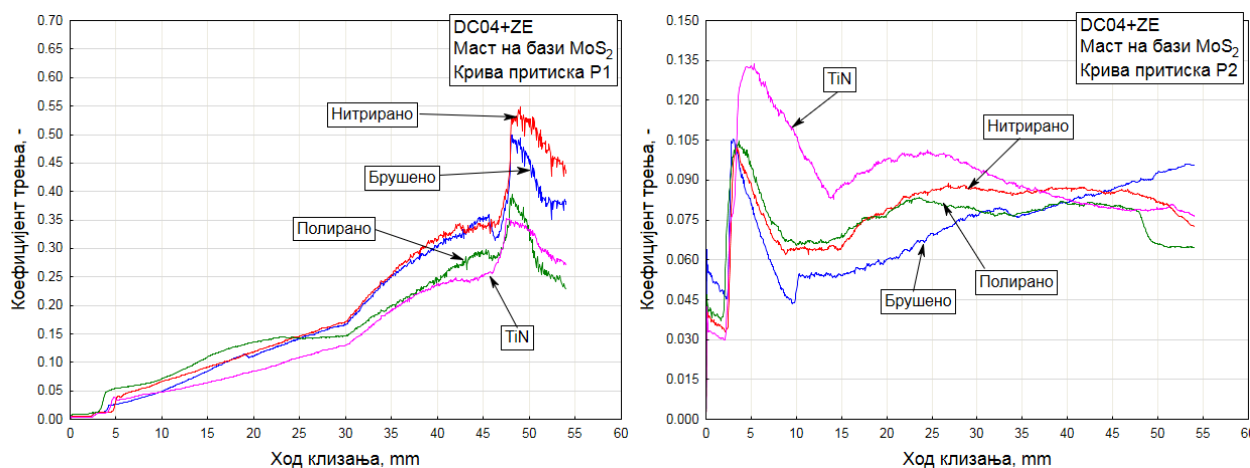 DC04+ZE
Маст на бази MoS₂
Крива притиска P1
Нитрирано
Брушено
Полирано
TiN
Коефицијент трења, -
0.70
0.65
0.60
0.55
0.50
0.45
0.40
0.35
0.30
0.25
0.20
0.15
0.10
0.05
0.00
0 5 10 15 20 25 30 35 40 45 50 55 60
Ход клизања, mm
DC04+ZE
Маст на бази MoS₂
Крива притиска P2
TiN
Нитрирано
Полирано
Брушено
Коефицијент трења, -
0.150
0.135
0.120
0.105
0.090
0.075
0.060
0.045
0.030
0.015
0.000
0 5 10 15 20 25 30 35 40 45 50 55 60
Ход клизања, mm